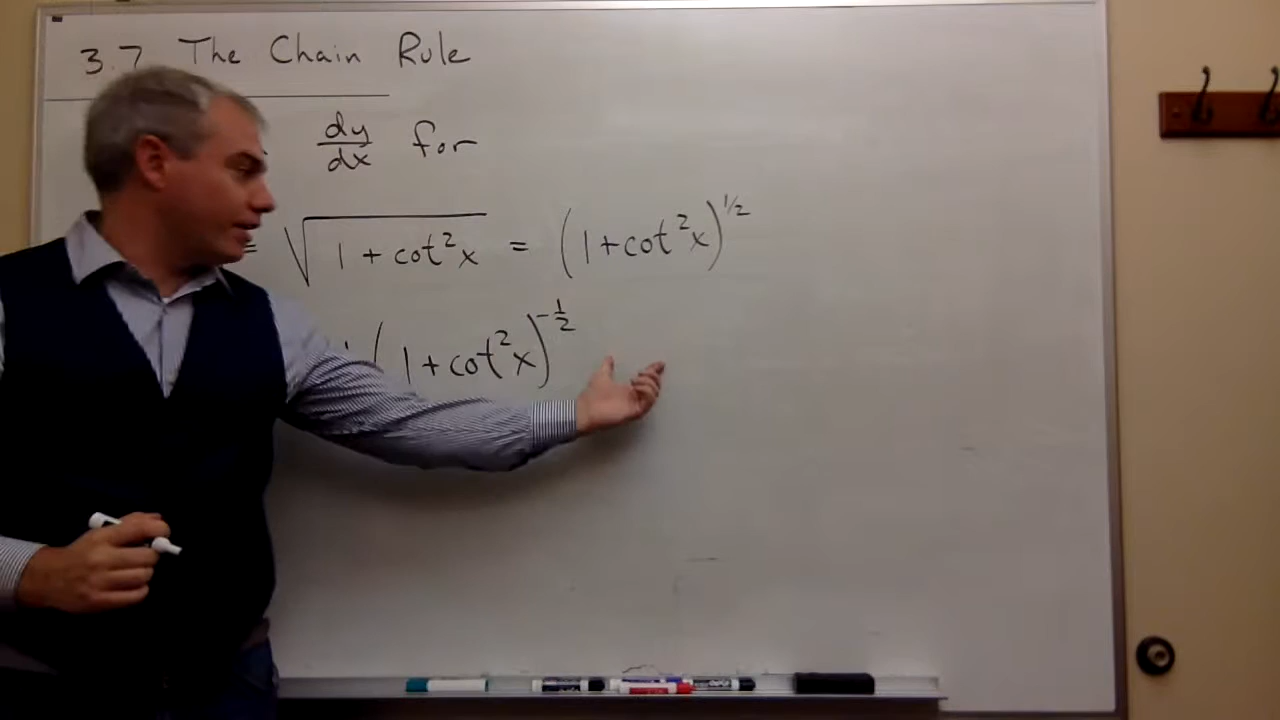 3.7 The Chain Rule
dy/dx for
= √(1 + cot²x) = (1 + cot²x)^1/2
(1 + cot²x)^-1/2